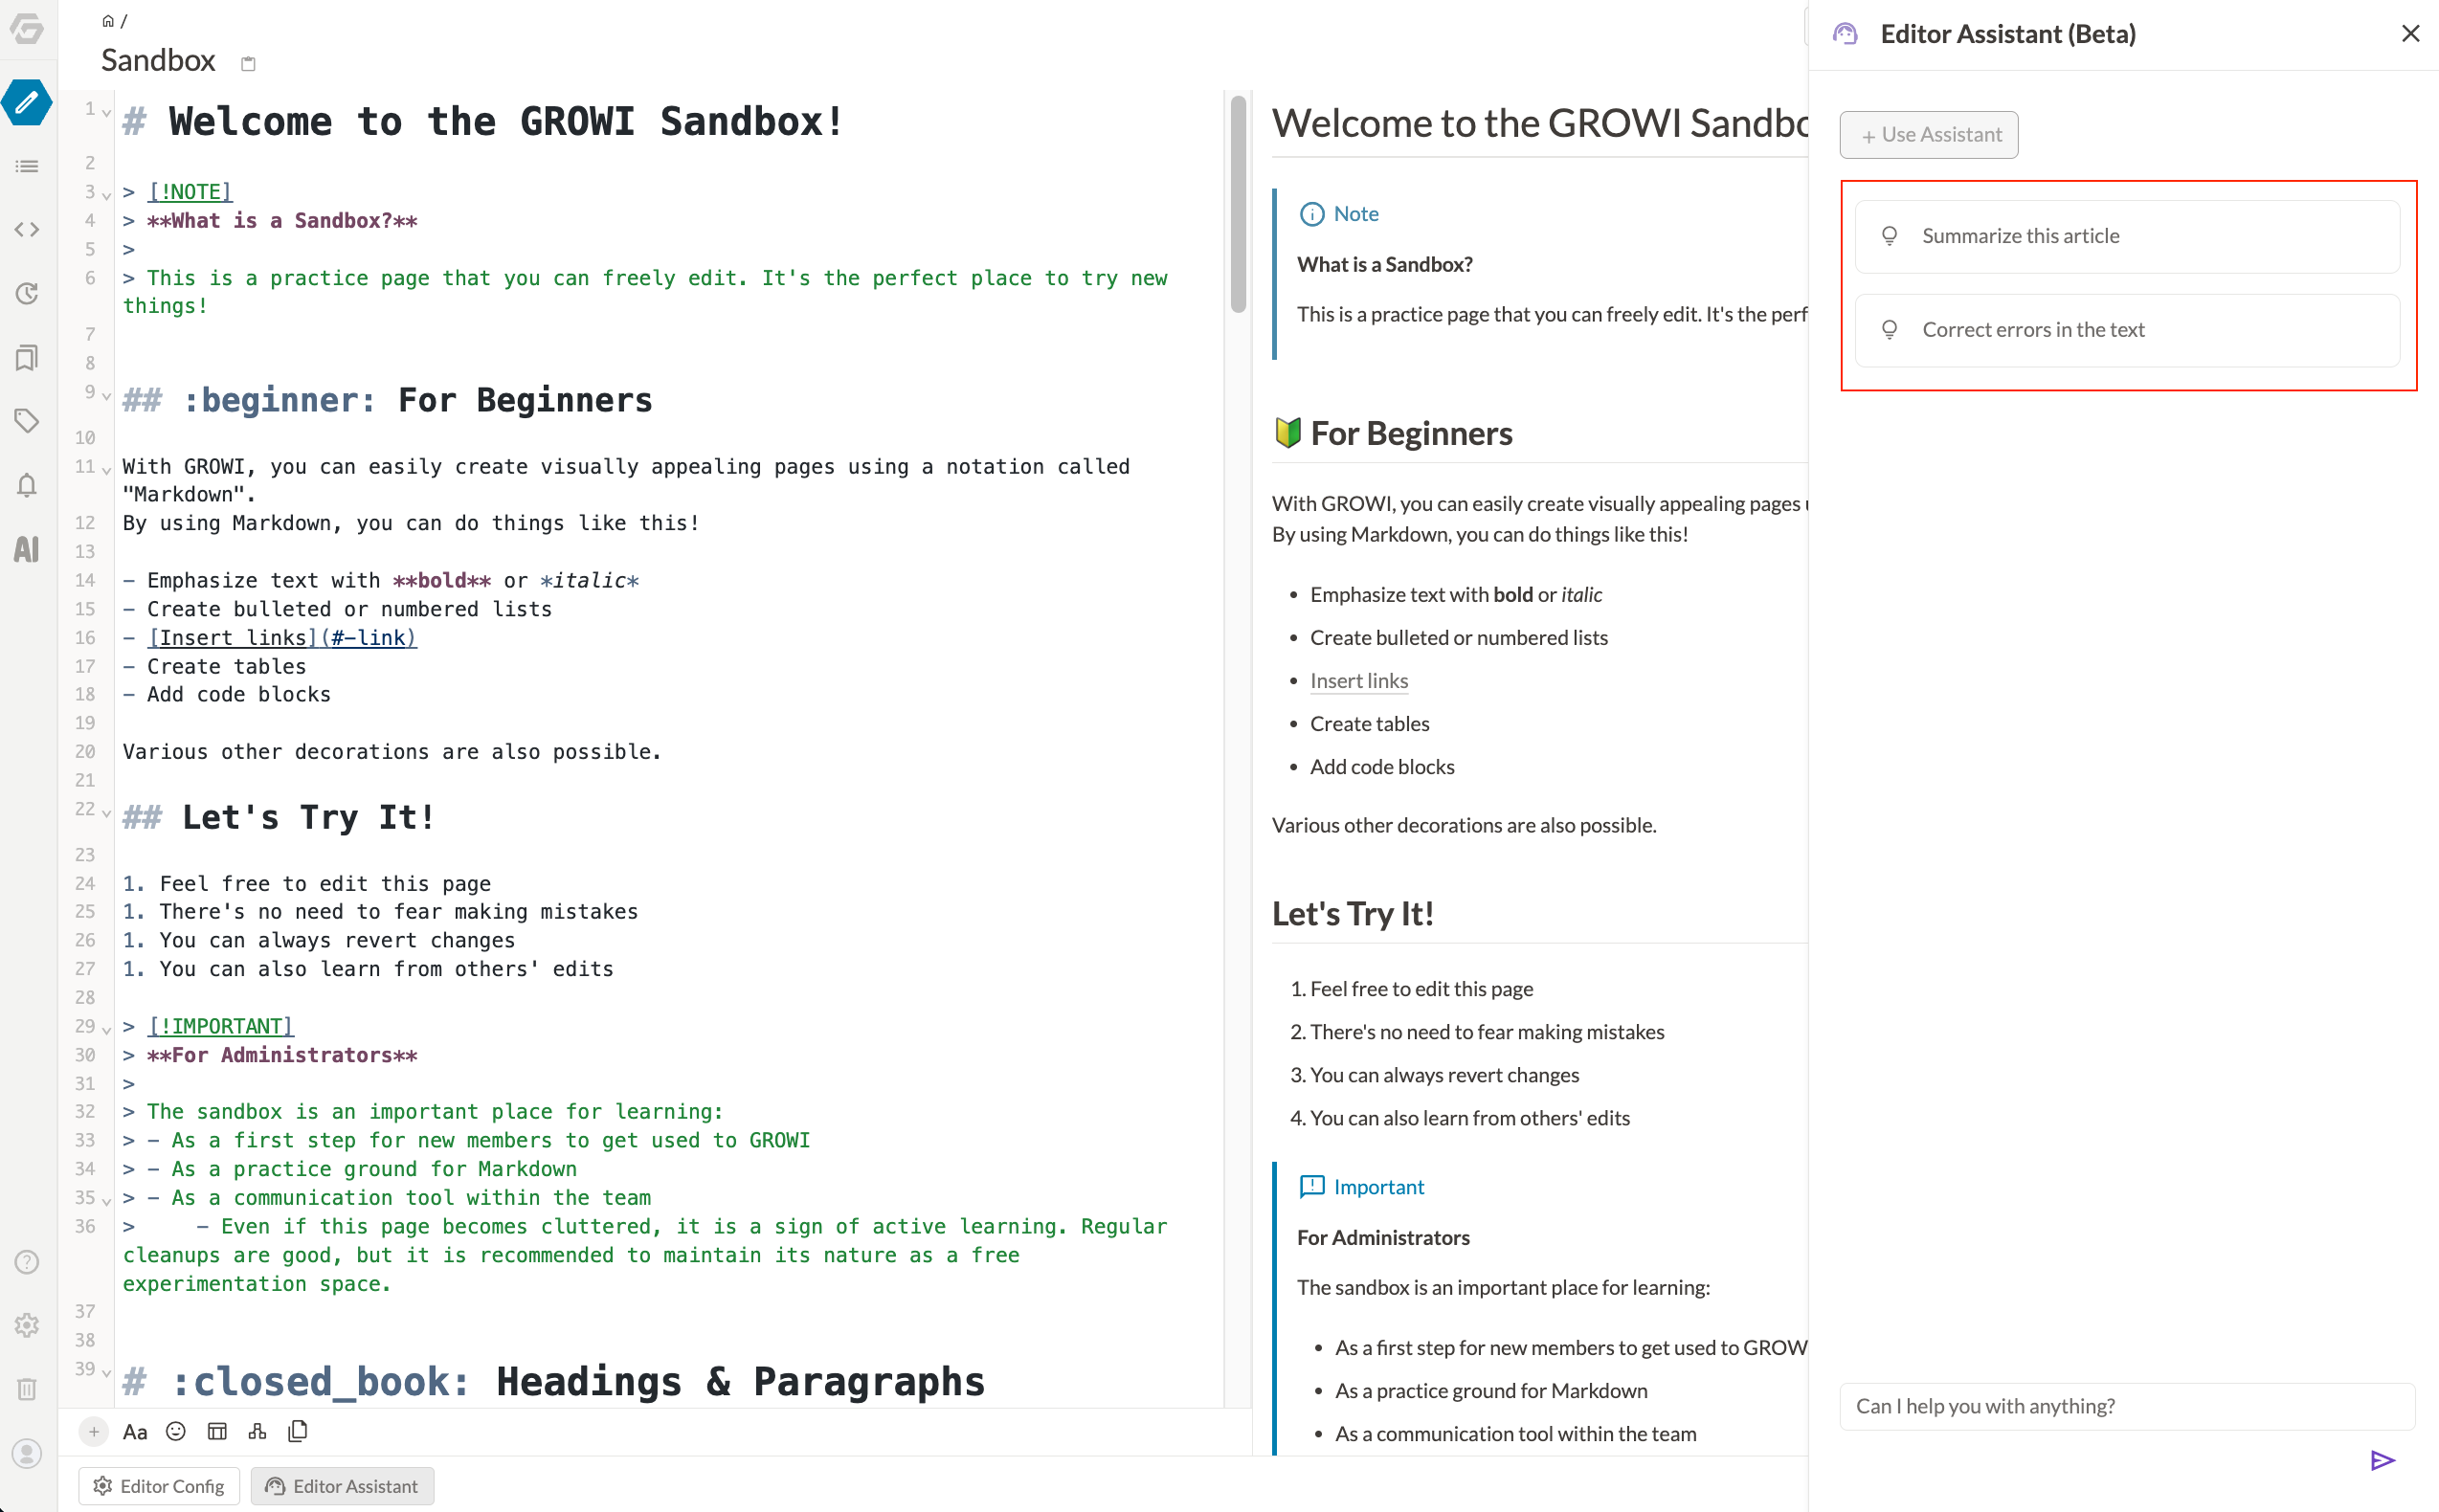 /
Sandbox
1 # Welcome to the GROWI Sandbox!
2
3 > [!NOTE]
4 > **What is a Sandbox?**
5 >
6 > This is a practice page that you can freely edit. It's the perfect place to try new
things!
7
8
9 ## :beginner: For Beginners
10
11 With GROWI, you can easily create visually appealing pages using a notation called
"Markdown".
12 By using Markdown, you can do things like this!
13
14 - Emphasize text with **bold** or *italic*
15 - Create bulleted or numbered lists
16 - [Insert links](#-link)
17 - Create tables
18 - Add code blocks
19
20 Various other decorations are also possible.
21
22 ## Let's Try It!
23
24 1. Feel free to edit this page
25 1. There's no need to fear making mistakes
26 1. You can always revert changes
27 1. You can also learn from others' edits
28
29 > [!IMPORTANT]
30 > **For Administrators**
31 >
32 > The sandbox is an important place for learning:
33 > - As a first step for new members to get used to GROWI
34 > - As a practice ground for Markdown
35 > - As a communication tool within the team
36 >     - Even if this page becomes cluttered, it is a sign of active learning. Regular
cleanups are good, but it is recommended to maintain its nature as a free
experimentation space.
37
38
39 # :closed_book: Headings & Paragraphs
AI
Aa
Editor Config
Editor Assistant
Welcome to the GROWI Sandbo
Note
What is a Sandbox?
This is a practice page that you can freely edit. It's the perf
For Beginners
With GROWI, you can easily create visually appealing pages
By using Markdown, you can do things like this!
• Emphasize text with bold or italic
• Create bulleted or numbered lists
• Insert links
• Create tables
• Add code blocks
Various other decorations are also possible.
Let's Try It!
1. Feel free to edit this page
2. There's no need to fear making mistakes
3. You can always revert changes
4. You can also learn from others' edits
Important
For Administrators
The sandbox is an important place for learning:
• As a first step for new members to get used to GROW
• As a practice ground for Markdown
• As a communication tool within the team
Editor Assistant (Beta)
+ Use Assistant
Summarize this article
Correct errors in the text
Can I help you with anything?